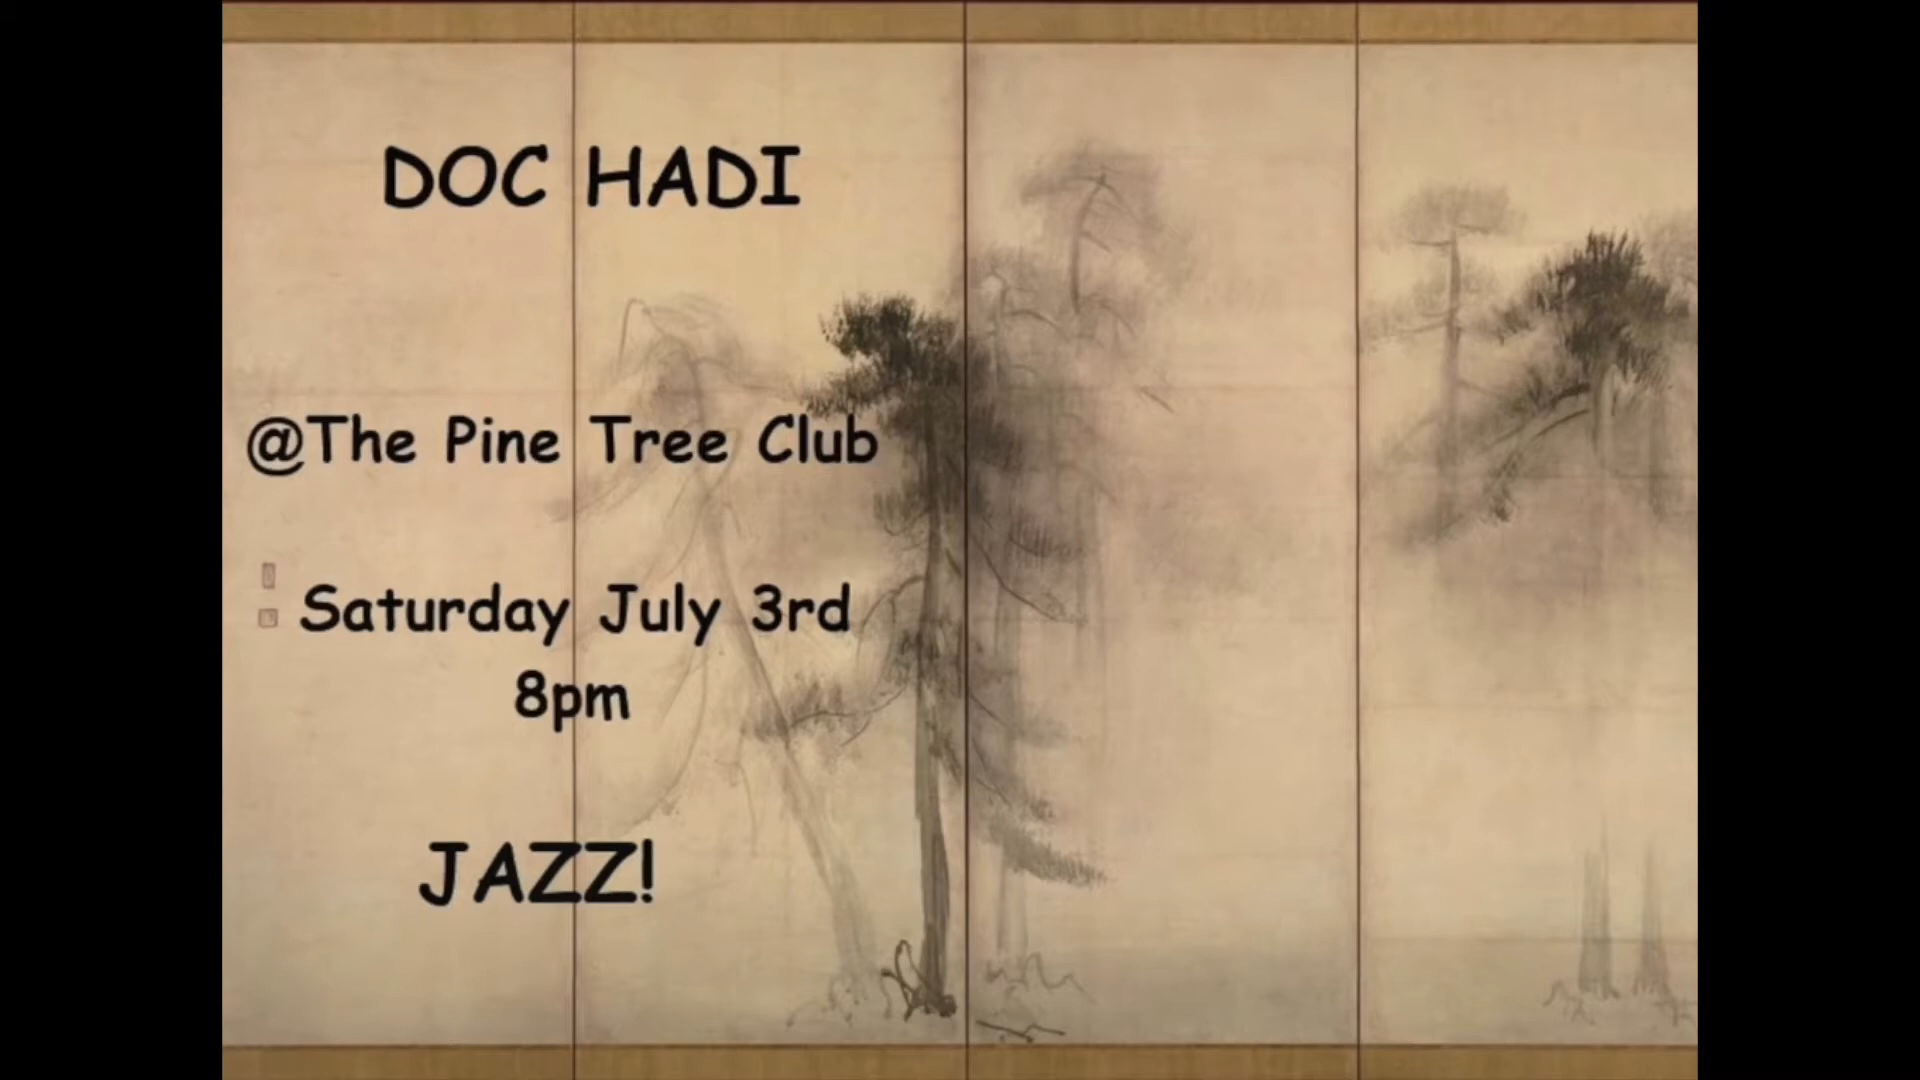 DOC HADI
@The Pine Tree Club
Saturday July 3rd
8pm
JAZZ!